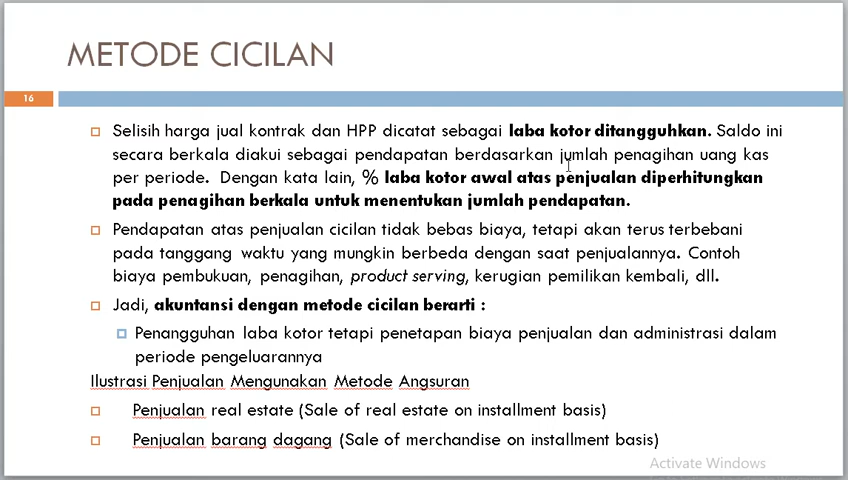 METODE CICILAN
16
Selisih harga jual kontrak dan HPP dicatat sebagai laba kotor ditangguhkan. Saldo ini
secara berkala diakui sebagai pendapatan berdasarkan jumlah penagihan uang kas
per periode. Dengan kata lain, % laba kotor awal atas penjualan diperhitungkan
pada penagihan berkala untuk menentukan jumlah pendapatan.
Pendapatan atas penjualan cicilan tidak bebas biaya, tetapi akan terus terbebani
pada tanggang waktu yang mungkin berbeda dengan saat penjualannya. Contoh
biaya pembukuan, penagihan, product serving, kerugian pemilikan kembali, dll.
Jadi, akuntansi dengan metode cicilan berarti :
Penangguhan laba kotor tetapi penetapan biaya penjualan dan administrasi dalam
periode pengeluarannya
Ilustrasi Penjualan Mengunakan Metode Angsuran
Penjualan real estate (Sale of real estate on installment basis)
Penjualan barang dagang (Sale of merchandise on installment basis)
Activate Windows